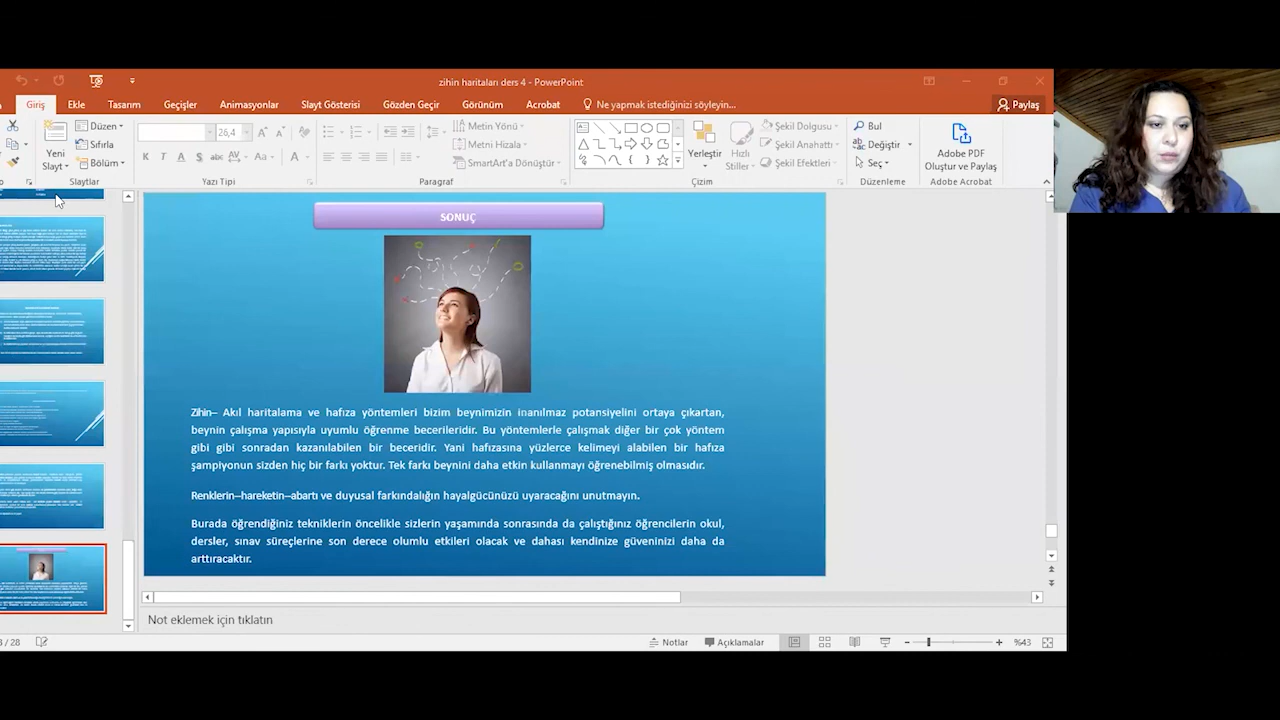 zihin haritaları ders 4 - PowerPoint
Giriş Ekle Tasarım Geçişler Animasyonlar Slayt Gösterisi Gözden Geçir Görünüm Acrobat Ne yapmak istediğinizi söyleyin... Paylaş
Yeni Slayt
Düzen
Sıfırla
Bölüm
Slaytlar
26,4
K T A S abc AV Aa A
Yazı Tipi
Metin Yönü
Metni Hizala
SmartArt'a Dönüştür
Paragraf
Yerleştir
Hızlı Stiller
Şekil Dolgusu
Şekil Anahattı
Şekil Efektleri
Çizim
Bul
Değiştir
Seç
Düzenleme
Adobe PDF
Oluştur ve Paylaş
Adobe Acrobat
SONUÇ
Zihin– Akıl haritalama ve hafıza yöntemleri bizim beynimizin inanılmaz potansiyelini ortaya çıkartan,
beynin çalışma yapısıyla uyumlu öğrenme becerileridir. Bu yöntemlerle çalışmak diğer bir çok yöntem
gibi gibi sonradan kazanılabilen bir beceridir. Yani hafızasına yüzlerce kelimeyi alabilen bir hafıza
şampiyonun sizden hiç bir farkı yoktur. Tek farkı beynini daha etkin kullanmayı öğrenebilmiş olmasıdır.
Renklerin–hareketin–abartı ve duyusal farkındalığın hayalgücünüzü uyaracağını unutmayın.
Burada öğrendiğiniz tekniklerin öncelikle sizlerin yaşamında sonrasında da çalıştığınız öğrencilerin okul,
dersler, sınav süreçlerine son derece olumlu etkileri olacak ve dahası kendinize güveninizi daha da
arttıracaktır.
Not eklemek için tıklatın
/ 28
Notlar
Açıklamalar
%43